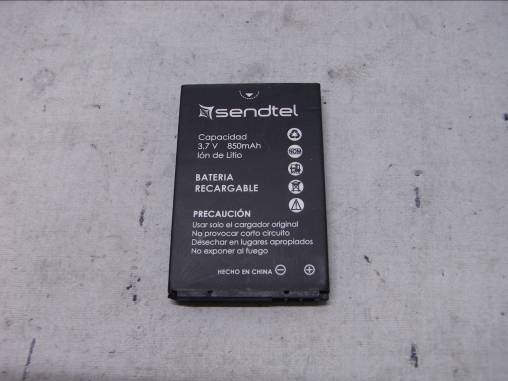 sendtel
Capacidad
3,7 V 850mAh
Ión de Litio
BATERIA
RECARGABLE
PRECAUCIÓN
Usar solo el cargador original
No provocar corto circuito
Desechar en lugares apropiados
No exponer al fuego
HECHO EN CHINA